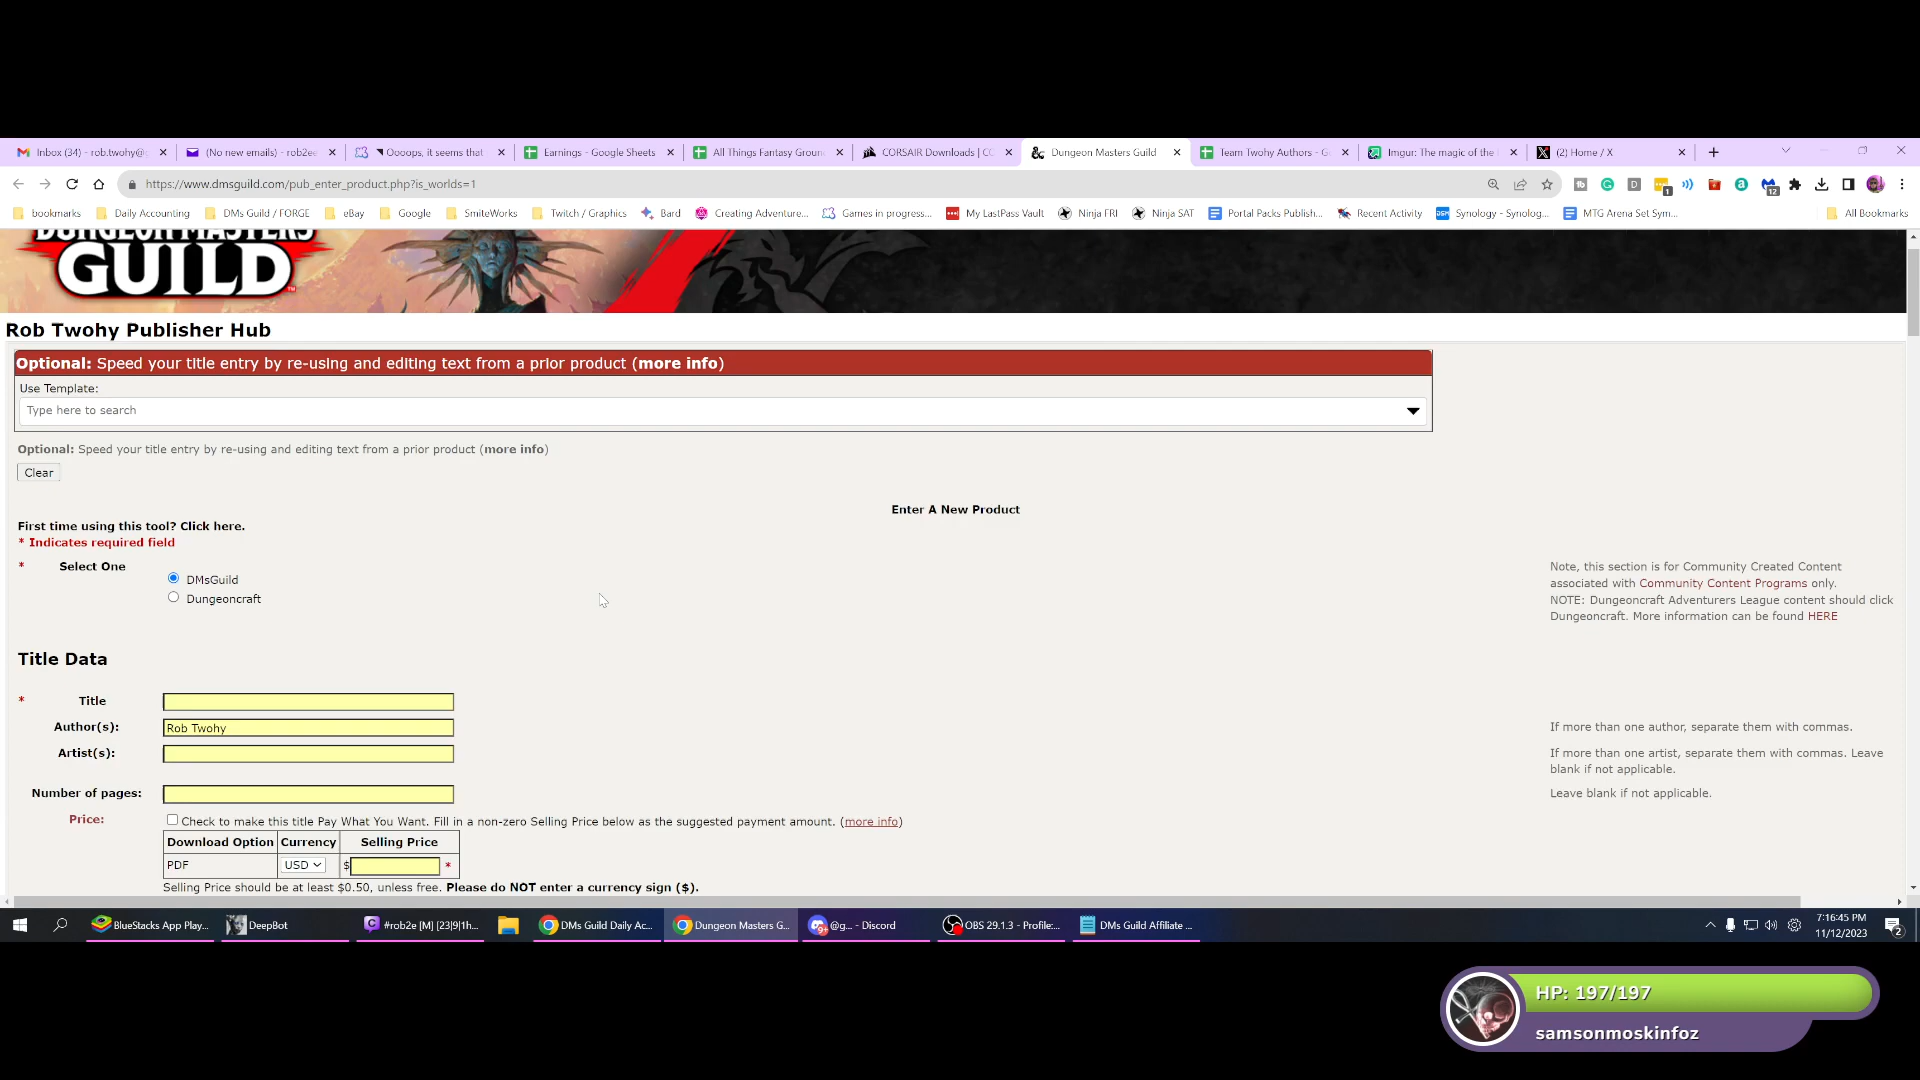 Inbox (34) - rob.twohy@g
(No new emails) - rob2ee
Oooops, it seems that
Earnings - Google Sheets
All Things Fantasy Groun
CORSAIR Downloads | CO
Dungeon Masters Guild
Team Twohy Authors - G
Imgur: The magic of the I
(2) Home / X
https://www.dmsguild.com/pub_enter_product.php?is_worlds=1
bookmarks
Daily Accounting
DMs Guild / FORGE
eBay
Google
SmiteWorks
Twitch / Graphics
Bard
Creating Adventure...
Games in progress...
My LastPass Vault
Ninja FRI
Ninja SAT
Portal Packs Publish...
Recent Activity
Synology - Synolog...
MTG Arena Set Sym...
All Bookmarks
DUNGEON MASTERS
GUILD
Rob Twohy Publisher Hub
Optional: Speed your title entry by re-using and editing text from a prior product (more info)
Use Template:
Type here to search
Optional: Speed your title entry by re-using and editing text from a prior product (more info)
Clear
Enter A New Product
First time using this tool? Click here.
* Indicates required field
* Select One
DMsGuild
Dungeoncraft
Note, this section is for Community Created Content
associated with Community Content Programs only.
NOTE: Dungeoncraft Adventurers League content should click
Dungeoncraft. More information can be found HERE
Title Data
* Title
Author(s): Rob Twohy
If more than one author, separate them with commas.
Artist(s):
If more than one artist, separate them with commas. Leave
blank if not applicable.
Number of pages:
Leave blank if not applicable.
Price:
Check to make this title Pay What You Want. Fill in a non-zero Selling Price below as the suggested payment amount. (more info)
Download Option Currency Selling Price
PDF USD $ *
Selling Price should be at least $0.50, unless free. Please do NOT enter a currency sign ($).
BlueStacks App Play...
DeepBot
#rob2e [M] [23|9|1h...
DMs Guild Daily Ac...
Dungeon Masters G...
@g... - Discord
OBS 29.1.3 - Profile:...
DMs Guild Affiliate ...
7:16:45 PM
11/12/2023
2
HP: 197/197
samsonmoskinfoz